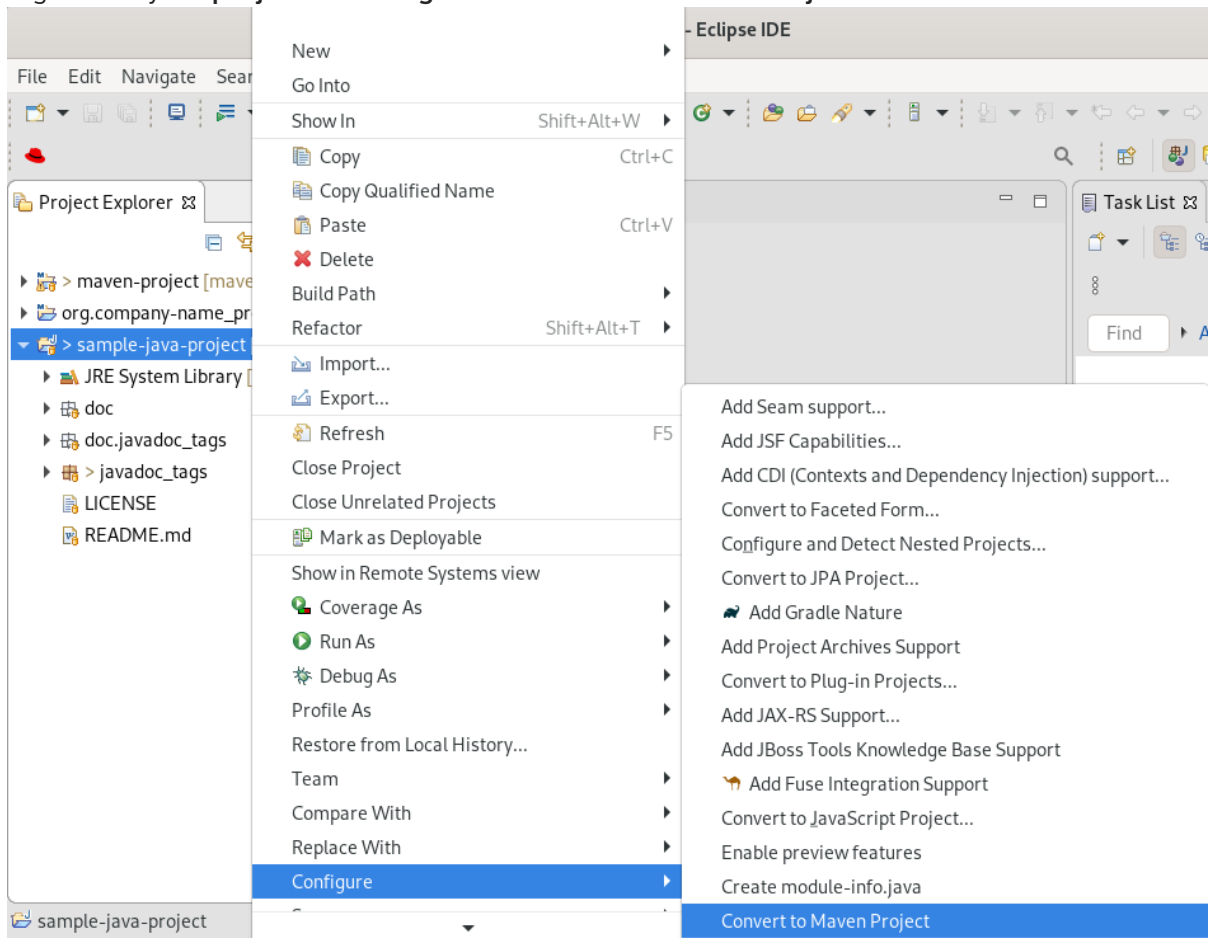 - Eclipse IDE
File Edit Navigate Sear
Project Explorer
> maven-project [mave
org.company-name_pr
> sample-java-project
JRE System Library [
doc
doc.javadoc_tags
> javadoc_tags
LICENSE
README.md
sample-java-project
New
Go Into
Show In Shift+Alt+W
Copy Ctrl+C
Copy Qualified Name
Paste Ctrl+V
Delete
Build Path
Refactor Shift+Alt+T
Import...
Export...
Refresh F5
Close Project
Close Unrelated Projects
Mark as Deployable
Show in Remote Systems view
Coverage As
Run As
Debug As
Profile As
Restore from Local History...
Team
Compare With
Replace With
Configure
Task List
Find
Add Seam support...
Add JSF Capabilities...
Add CDI (Contexts and Dependency Injection) support...
Convert to Faceted Form...
Configure and Detect Nested Projects...
Convert to JPA Project...
Add Gradle Nature
Add Project Archives Support
Convert to Plug-in Projects...
Add JAX-RS Support...
Add JBoss Tools Knowledge Base Support
Add Fuse Integration Support
Convert to JavaScript Project...
Enable preview features
Create module-info.java
Convert to Maven Project